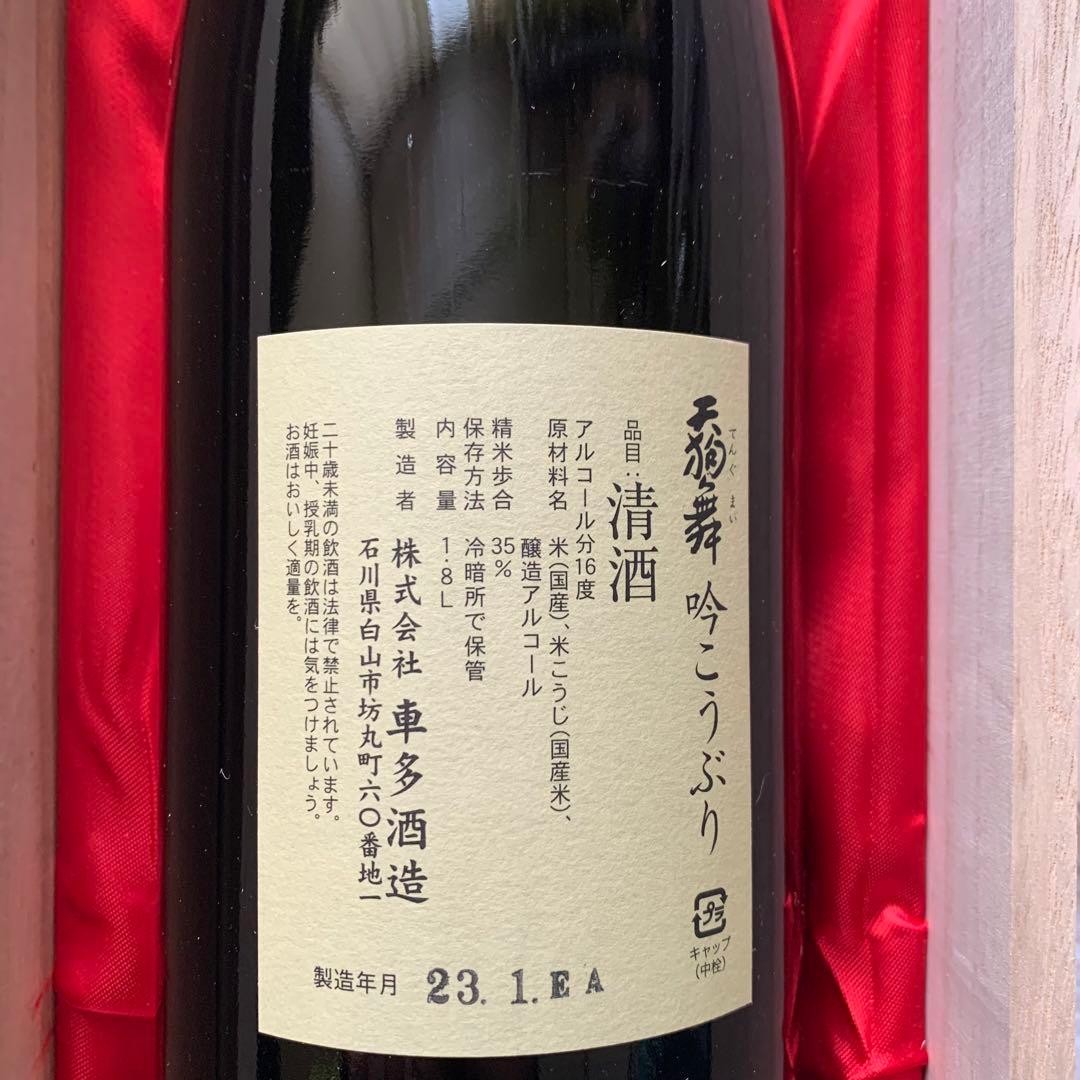 天狗舞 吟こうぶり
てんぐ まい
品目：清酒
アルコール分16度
原材料名 米(国産)、米こうじ(国産米)、
醸造アルコール
精米歩合 35%
保存方法 冷暗所で保管
内容量 1・8L
製造者 株式会社 車多酒造
石川県白山市坊丸町六〇番地一
二十歳未満の飲酒は法律で禁止されています。
妊娠中、授乳期の飲酒には気をつけましょう。
お酒はおいしく適量を。
プラ
キャップ
(中栓)
製造年月 23.1.EA